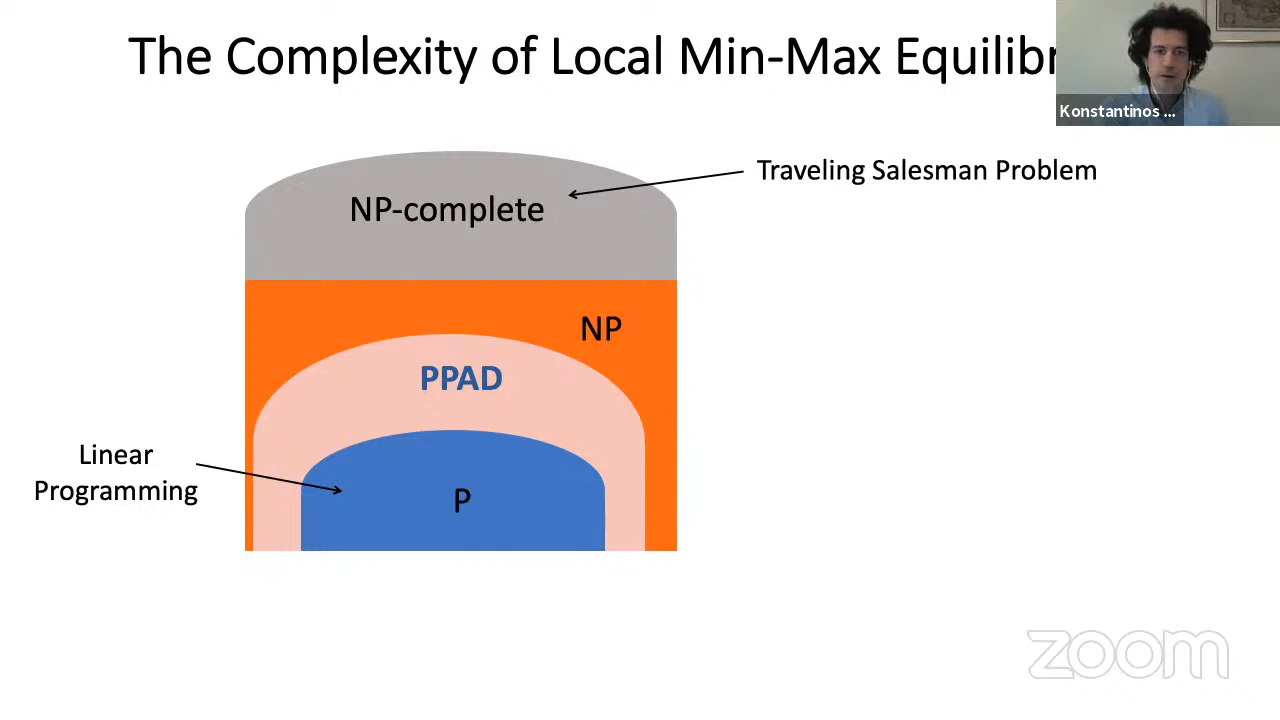 The Complexity of Local Min-Max Equilibr
Konstantinos ...
Traveling Salesman Problem
NP-complete
NP
PPAD
Linear
Programming
P
zoom